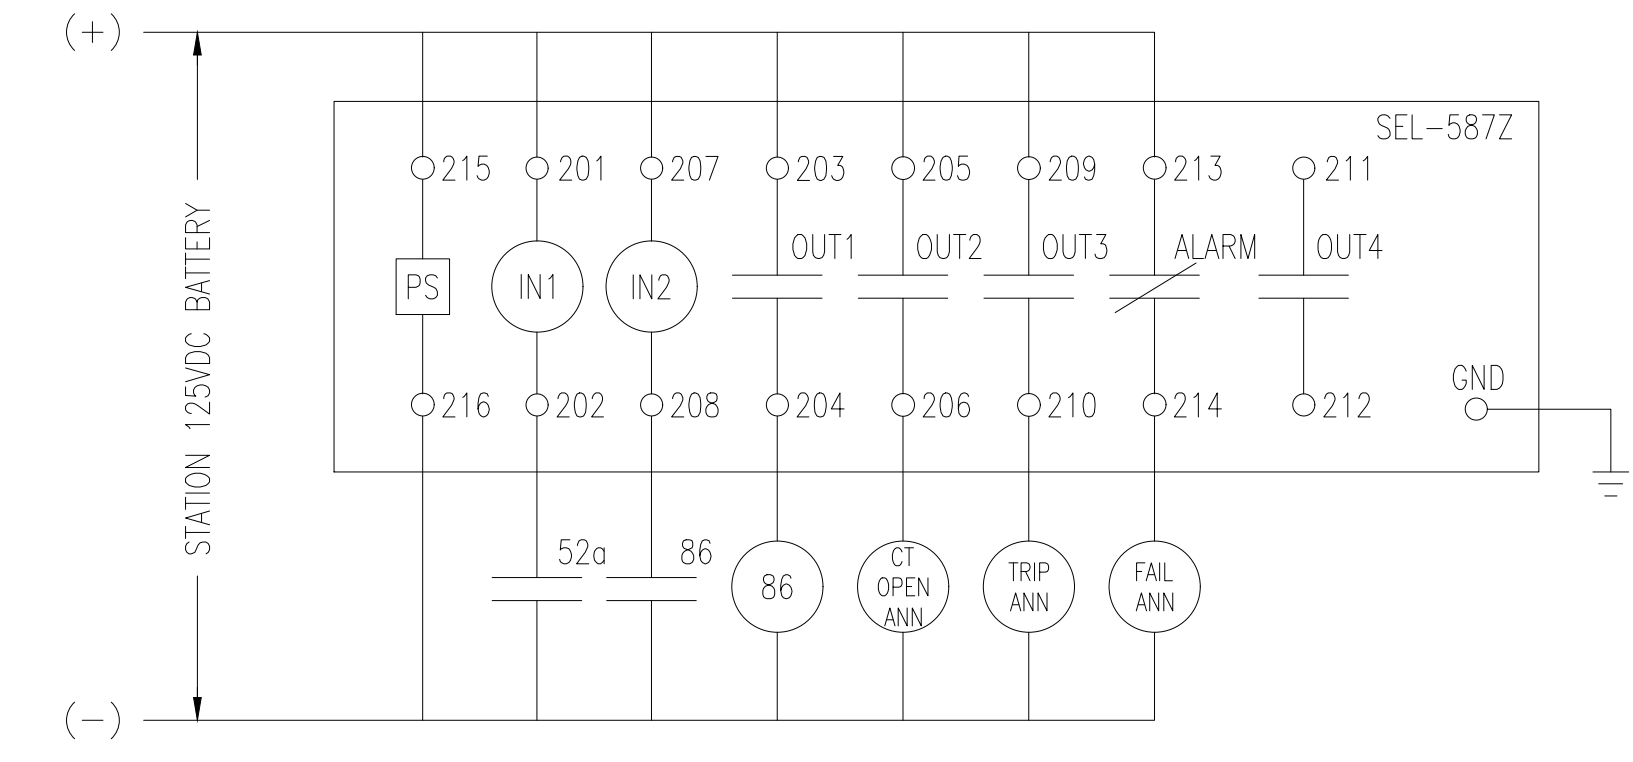 (+)
SEL-587Z
215 201 207 203 205 209 213 211
OUT1 OUT2 OUT3 ALARM OUT4
PS IN1 IN2
STATION 125VDC BATTERY
GND
216 202 208 204 206 210 214 212
52a 86
86
CT
OPEN
ANN
TRIP
ANN
FAIL
ANN
(-)